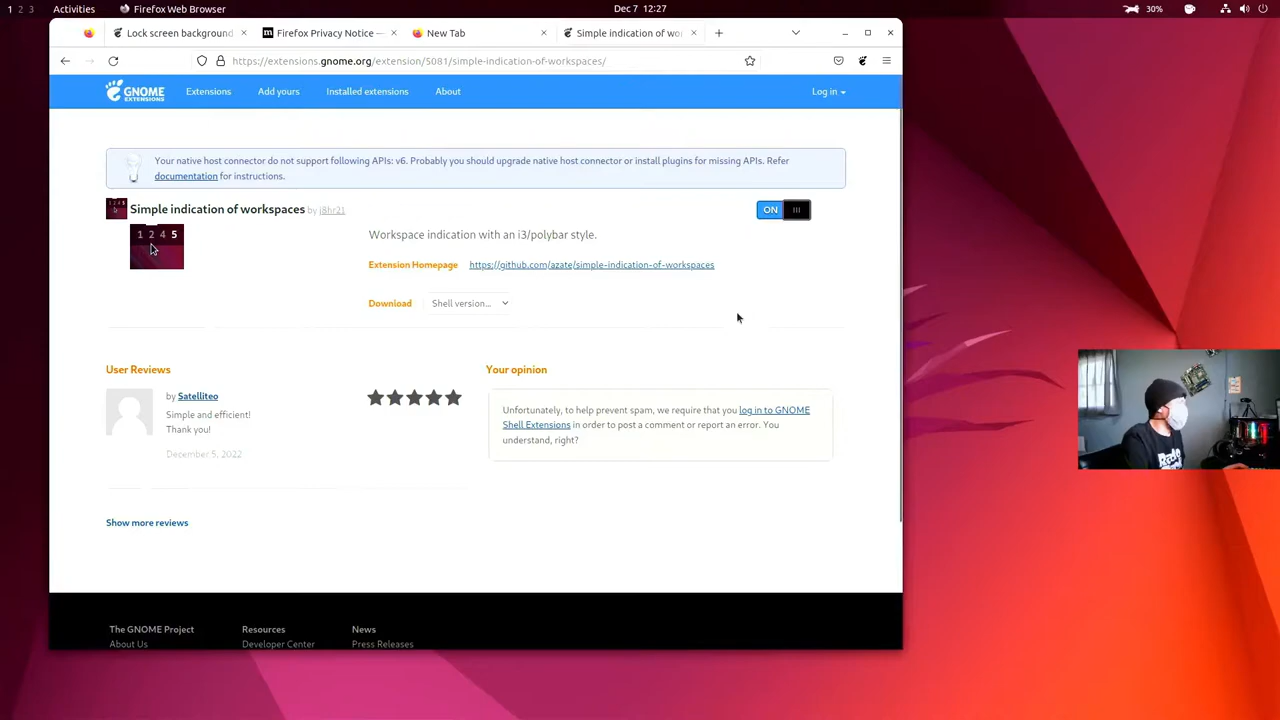 1 2 3 Activities Firefox Web Browser Dec 7 12:27 30%
Lock screen background Firefox Privacy Notice — New Tab Simple indication of wo
https://extensions.gnome.org/extension/5081/simple-indication-of-workspaces/
GNOME EXTENSIONS Extensions Add yours Installed extensions About Log in
Your native host connector do not support following APIs: v6. Probably you should upgrade native host connector or install plugins for missing APIs. Refer
documentation for instructions.
Simple indication of workspaces by j8hr21 ON
1 2 4 5
Workspace indication with an i3/polybar style.
Extension Homepage https://github.com/azate/simple-indication-of-workspaces
Download Shell version...
User Reviews
by Satelliteo
Simple and efficient!
Thank you!
December 5, 2022
Show more reviews
Your opinion
Unfortunately, to help prevent spam, we require that you log in to GNOME
Shell Extensions in order to post a comment or report an error. You
understand, right?
The GNOME Project Resources News
About Us Developer Center Press Releases